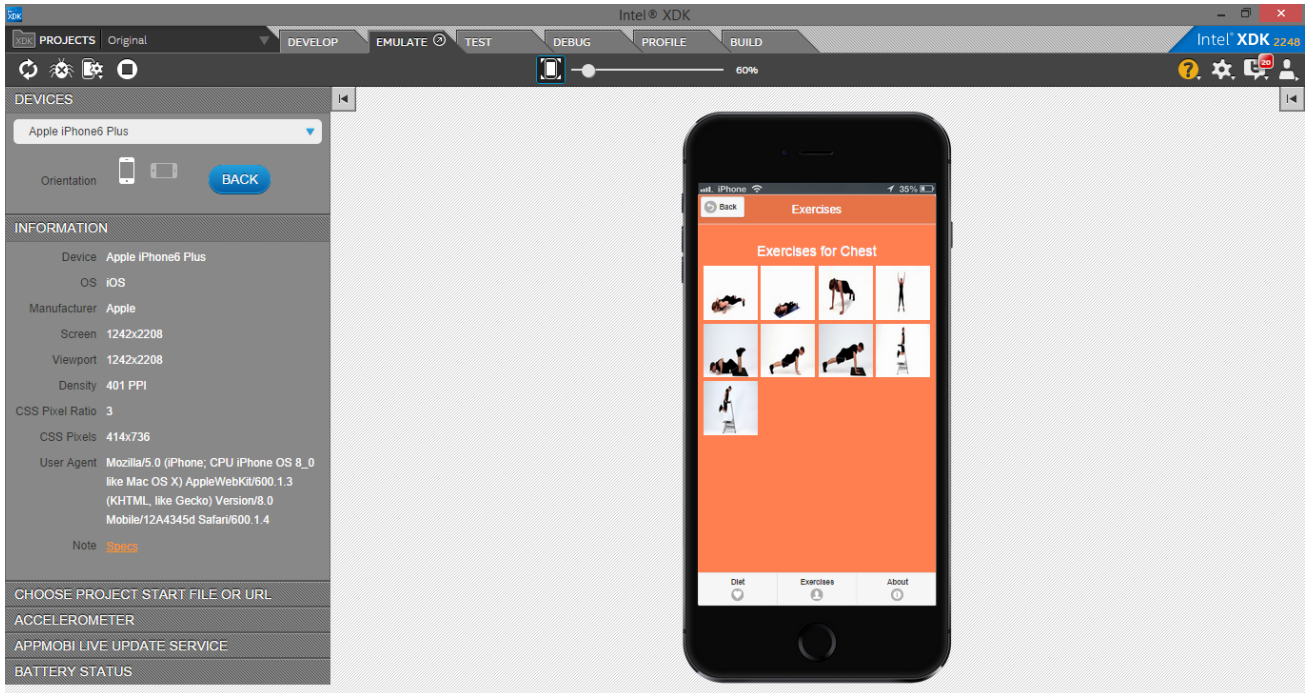 XDK
Intel® XDK
XDK PROJECTS Original
DEVELOP EMULATE TEST DEBUG PROFILE BUILD
Intel® XDK 2248
60%
? 20
DEVICES
Apple iPhone6 Plus
Orientation BACK
INFORMATION
Device Apple iPhone6 Plus
OS iOS
Manufacturer Apple
Screen 1242x2208
Viewport 1242x2208
Density 401 PPI
CSS Pixel Ratio 3
CSS Pixels 414x736
User Agent Mozilla/5.0 (iPhone; CPU iPhone OS 8_0
like Mac OS X) AppleWebKit/600.1.3
(KHTML, like Gecko) Version/8.0
Mobile/12A4345d Safari/600.1.4
Note Specs
CHOOSE PROJECT START FILE OR URL
ACCELEROMETER
APPMOBI LIVE UPDATE SERVICE
BATTERY STATUS
iPhone 35%
Back Exercises
Exercises for Chest
Diet Exercises About